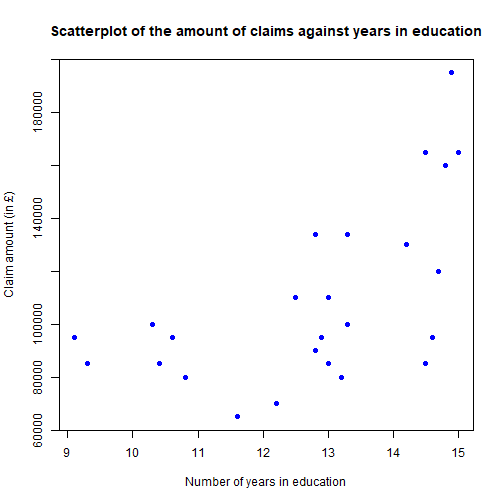 Scatterplot of the amount of claims against years in education
Claim amount (in £)
180000
140000
100000
80000
60000
9 10 11 12 13 14 15
Number of years in education